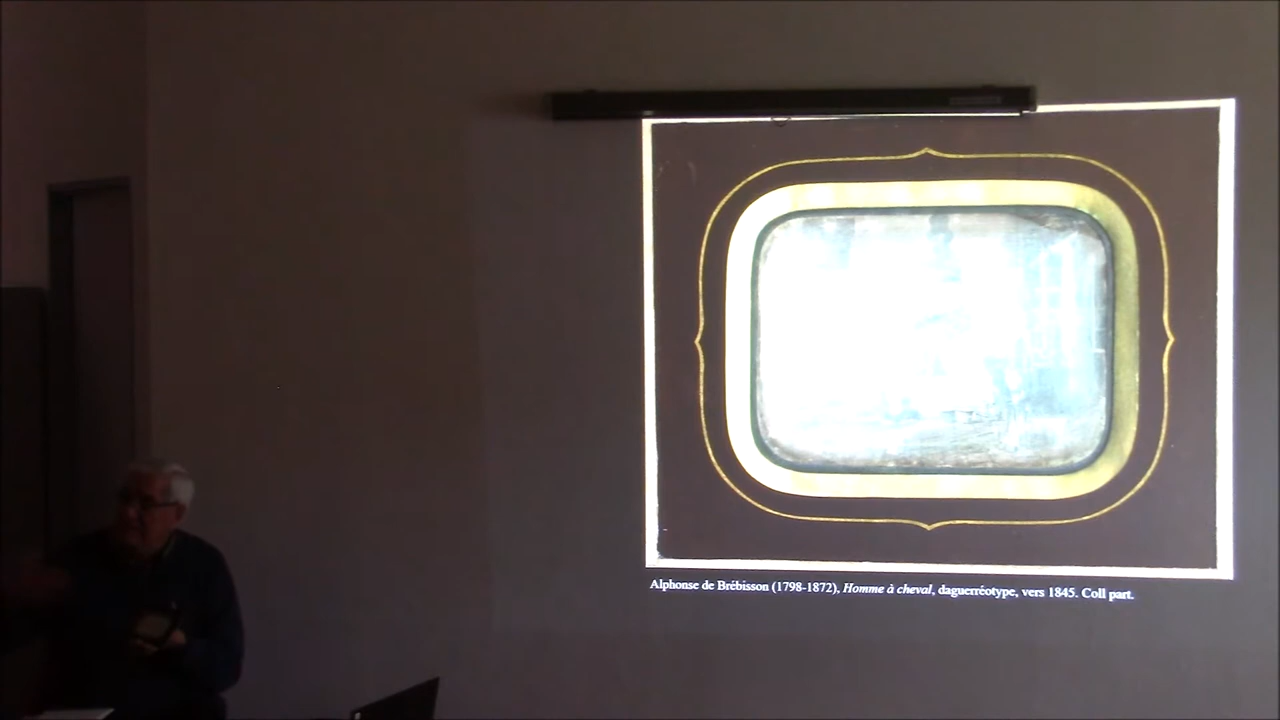 Alphonse de Brébisson (1798-1872), Homme à cheval, daguerréotype, vers 1845. Coll part.